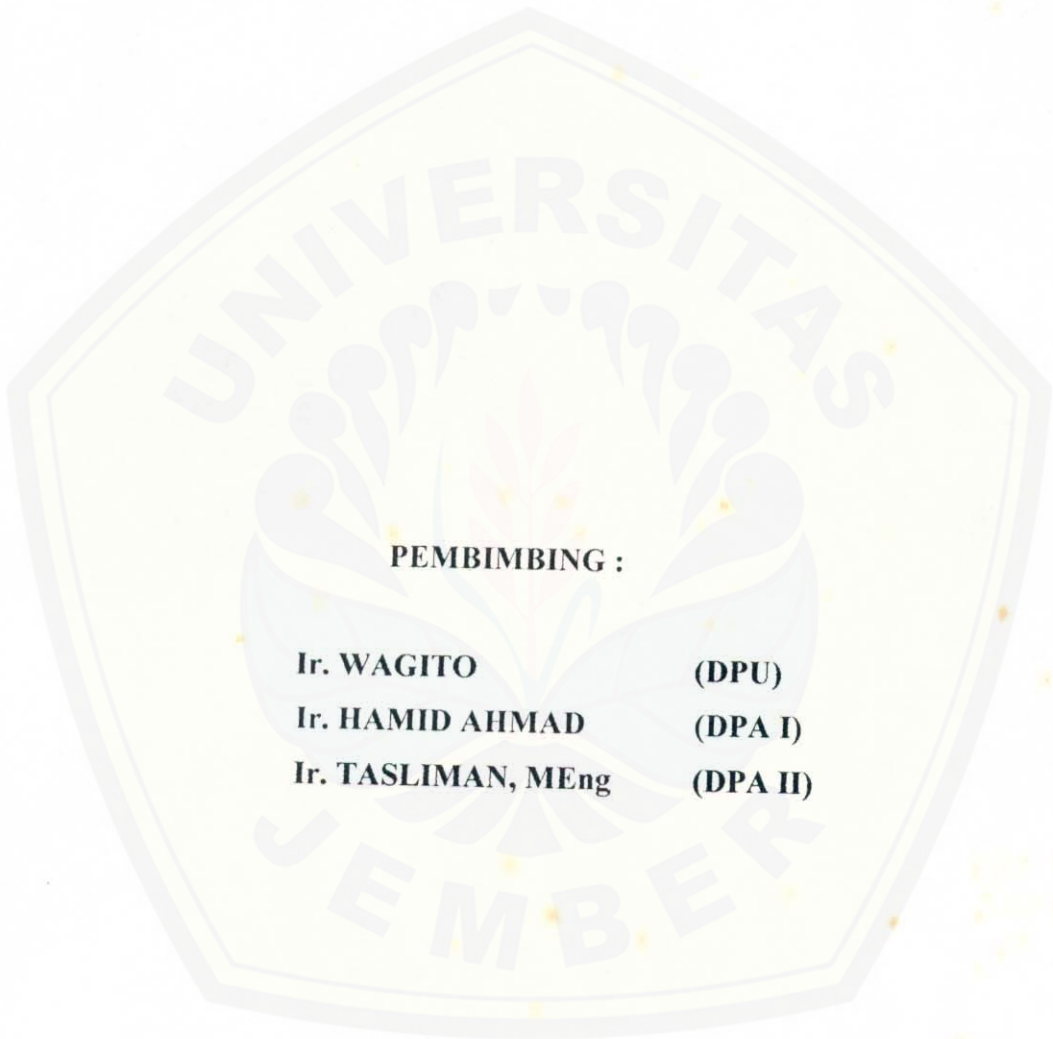 UNIVERSITAS
PEMBIMBING :
Ir. WAGITO (DPU)
Ir. HAMID AHMAD (DPA I)
Ir. TASLIMAN, MEng (DPA II)
JEMBER